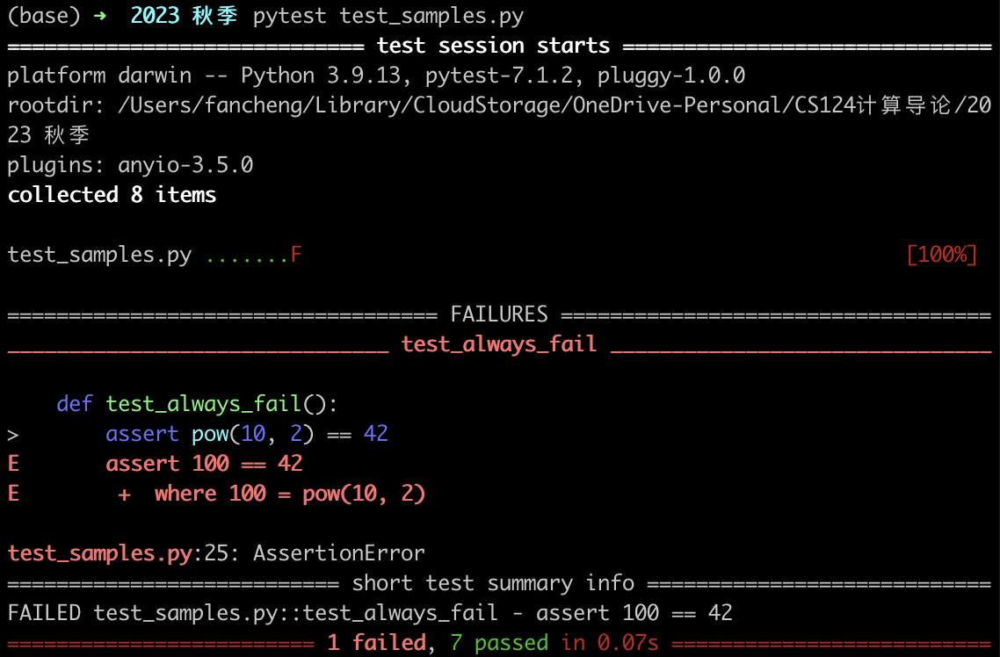 (base) ➜  2023 秋季 pytest test_samples.py
============================= test session starts ==============================
platform darwin -- Python 3.9.13, pytest-7.1.2, pluggy-1.0.0
rootdir: /Users/fancheng/Library/CloudStorage/OneDrive-Personal/CS124计算导论/20
23 秋季
plugins: anyio-3.5.0
collected 8 items

test_samples.py .......F                                                 [100%]

=================================== FAILURES ===================================
_______________________________ test_always_fail _______________________________

    def test_always_fail():
>       assert pow(10, 2) == 42
E       assert 100 == 42
E        +  where 100 = pow(10, 2)

test_samples.py:25: AssertionError
=========================== short test summary info ============================
FAILED test_samples.py::test_always_fail - assert 100 == 42
========================= 1 failed, 7 passed in 0.07s ==========================